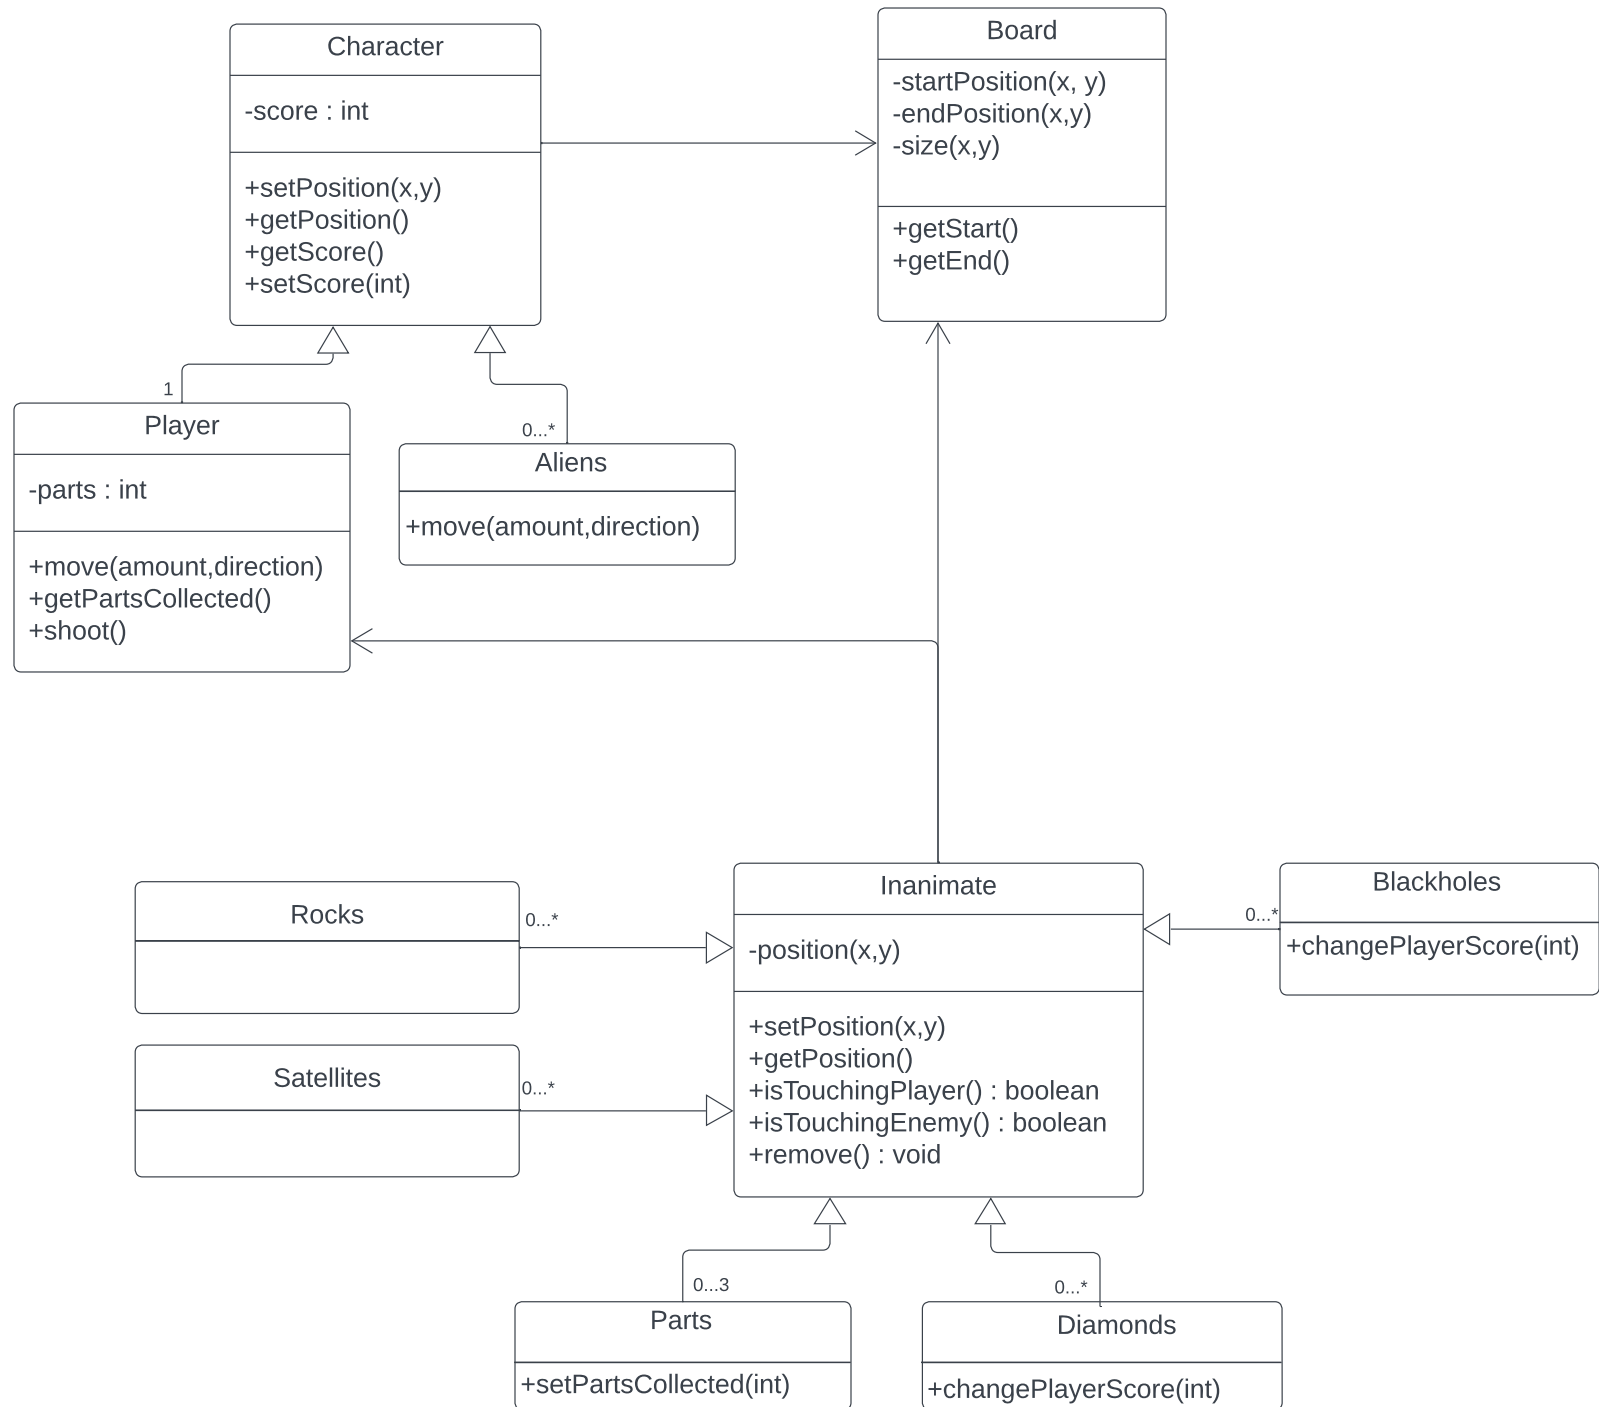 Character
-score : int
+setPosition(x,y)
+getPosition()
+getScore()
+setScore(int)
Board
-startPosition(x, y)
-endPosition(x,y)
-size(x,y)
+getStart()
+getEnd()
1
Player
-parts : int
+move(amount,direction)
+getPartsCollected()
+shoot()
0...*
Aliens
+move(amount,direction)
Rocks
0...*
Satellites
0...*
Inanimate
-position(x,y)
+setPosition(x,y)
+getPosition()
+isTouchingPlayer() : boolean
+isTouchingEnemy() : boolean
+remove() : void
0...*
Blackholes
+changePlayerScore(int)
0...3
Parts
+setPartsCollected(int)
0...*
Diamonds
+changePlayerScore(int)